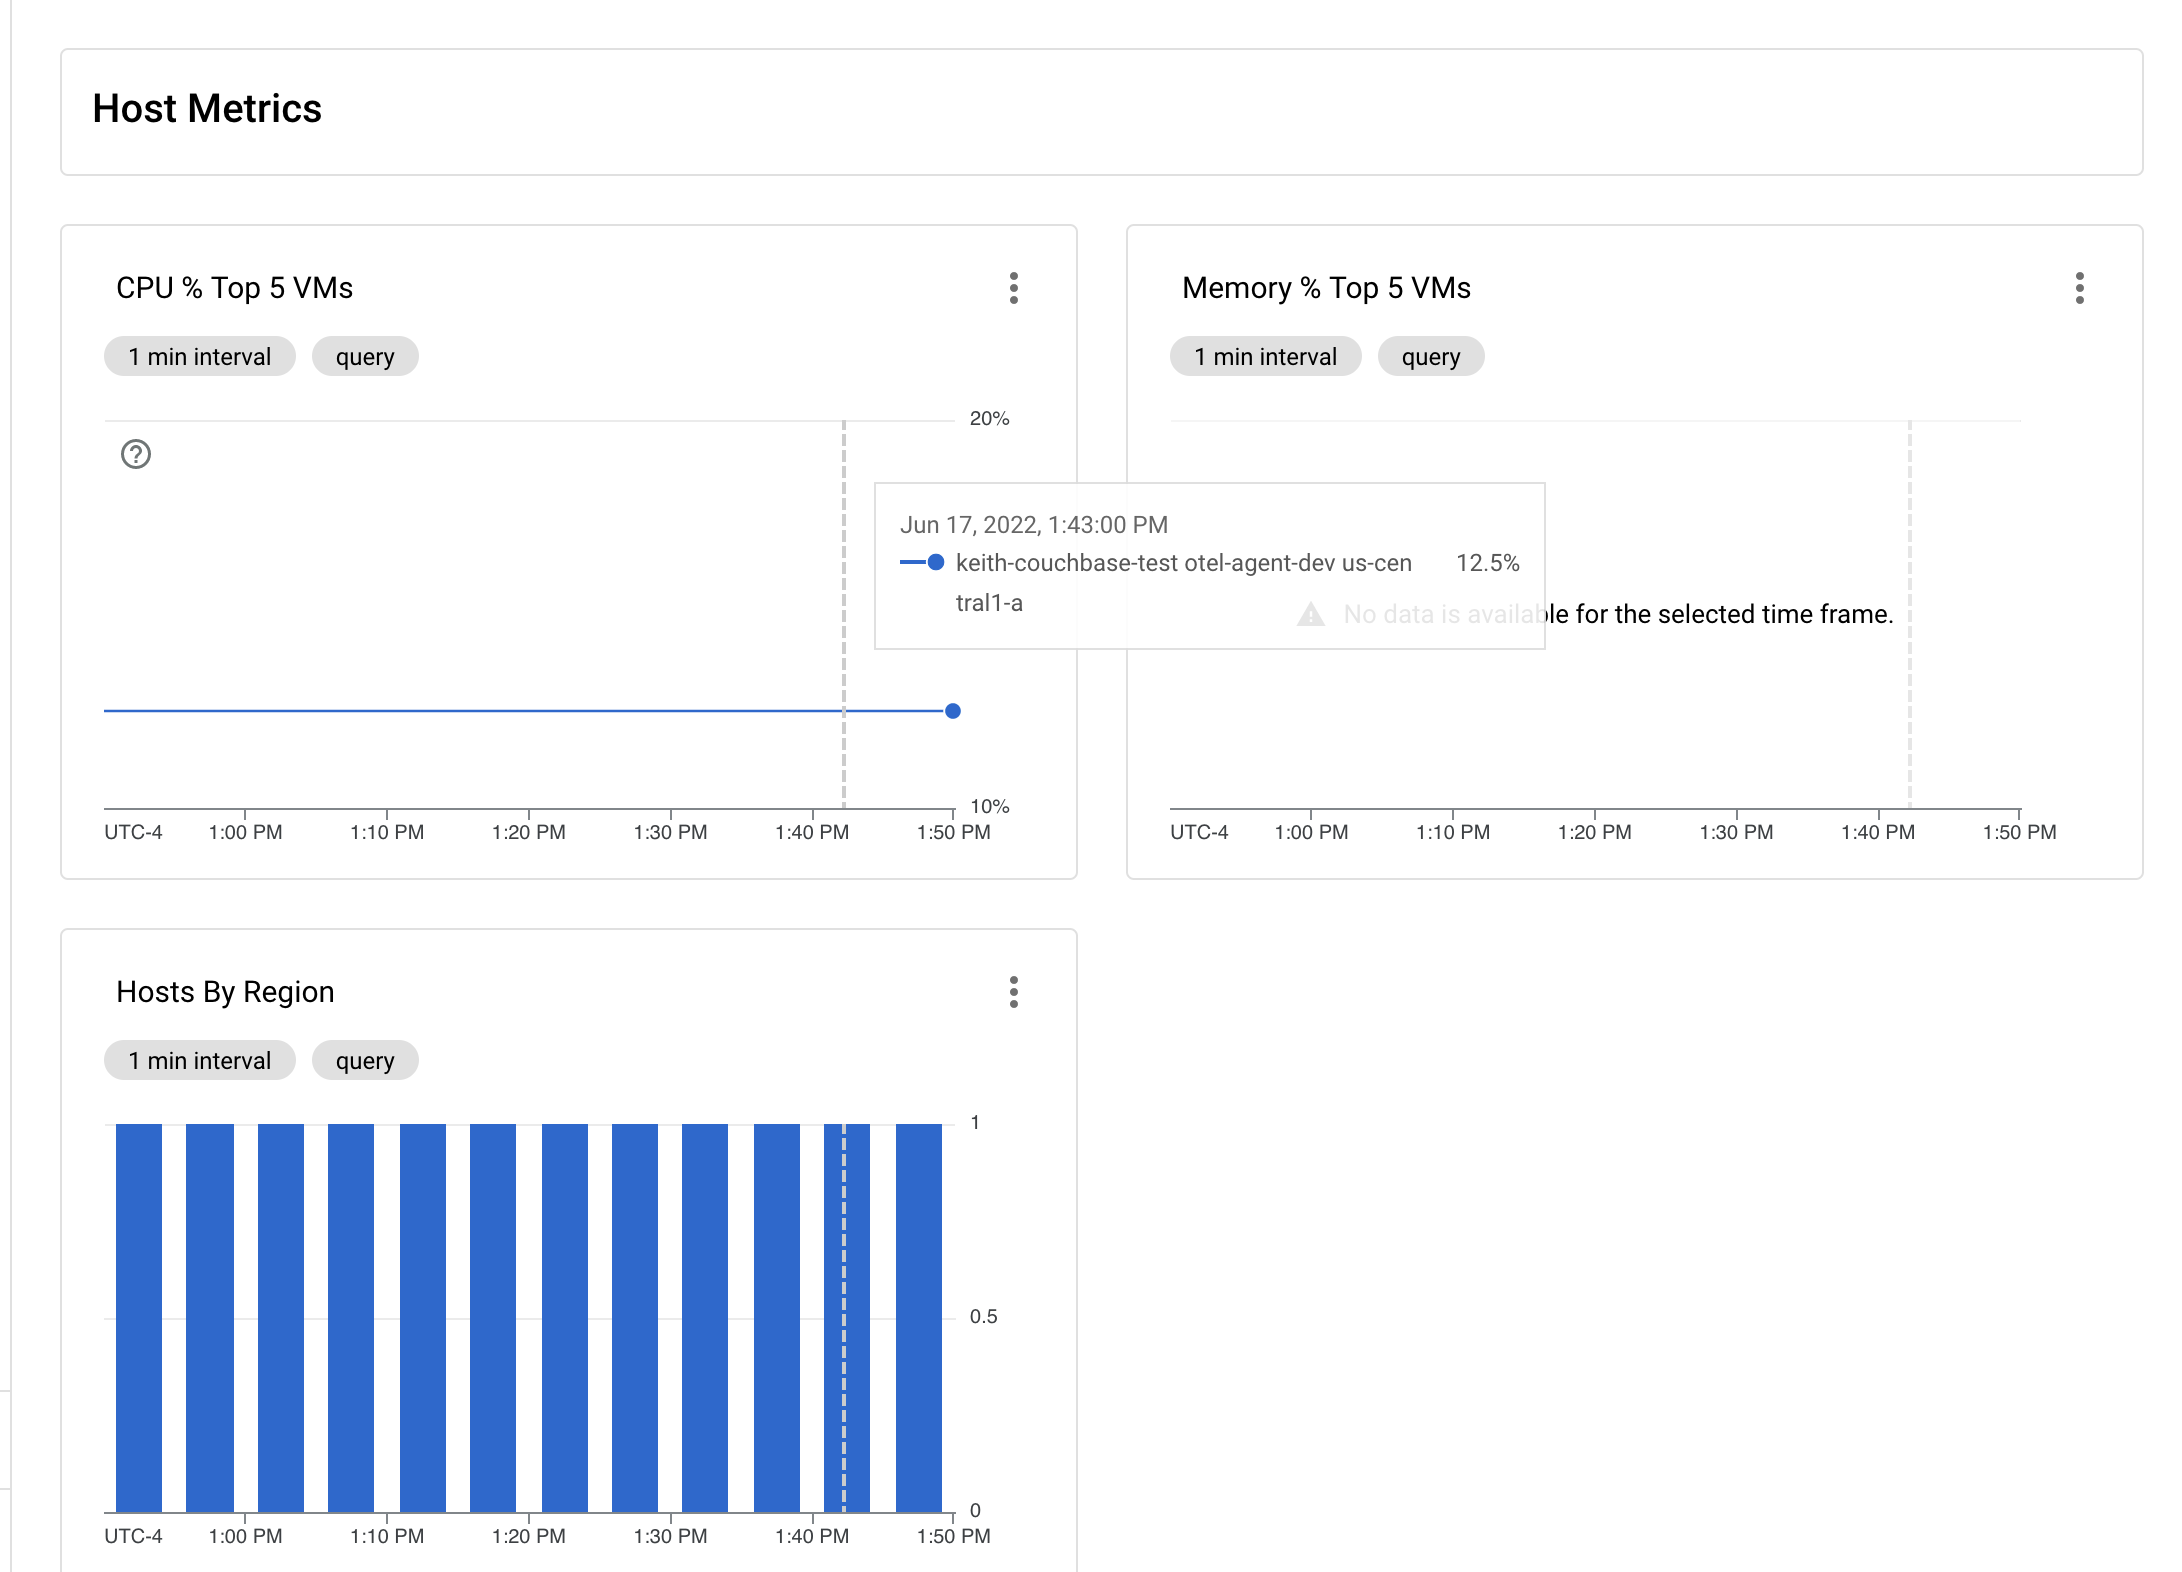 Host Metrics
CPU % Top 5 VMs
1 min interval query
20%
10%
UTC-4 1:00 PM 1:10 PM 1:20 PM 1:30 PM 1:40 PM 1:50 PM
Jun 17, 2022, 1:43:00 PM
keith-couchbase-test otel-agent-dev us-cen 12.5%
tral1-a
Memory % Top 5 VMs
1 min interval query
No data is available for the selected time frame.
UTC-4 1:00 PM 1:10 PM 1:20 PM 1:30 PM 1:40 PM 1:50 PM
Hosts By Region
1 min interval query
1
0.5
0
UTC-4 1:00 PM 1:10 PM 1:20 PM 1:30 PM 1:40 PM 1:50 PM